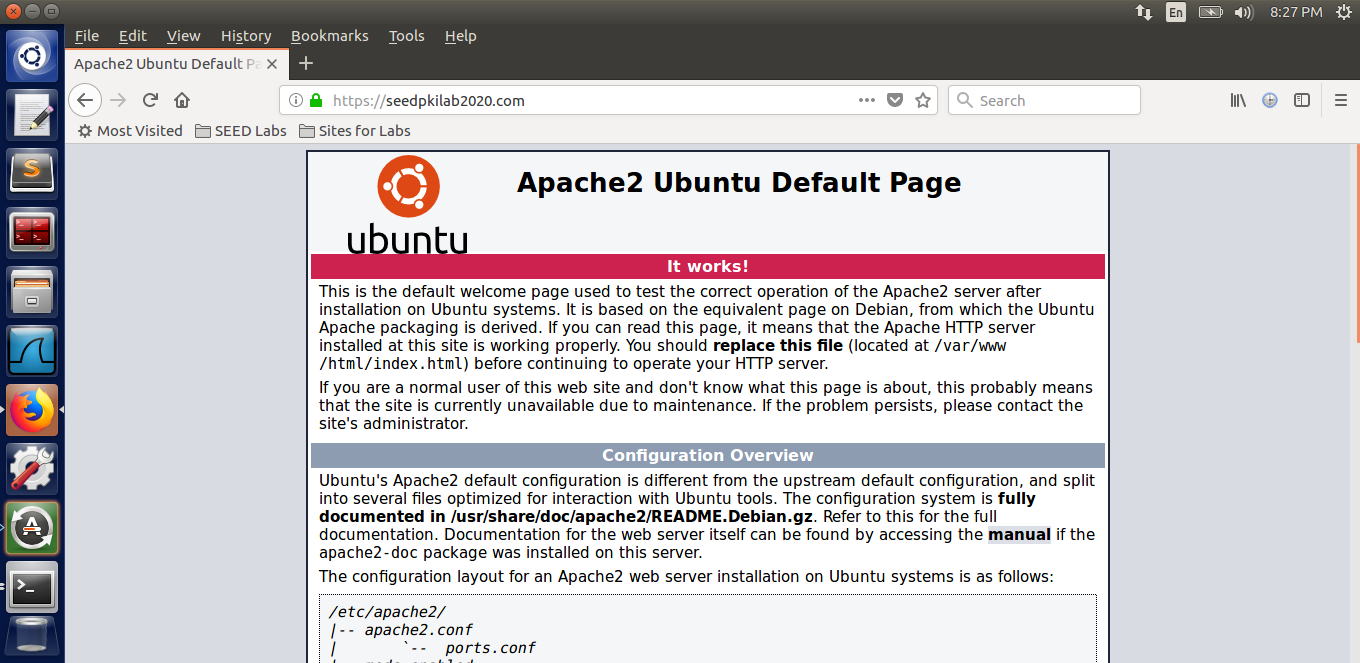 En 8:27 PM
File Edit View History Bookmarks Tools Help
Apache2 Ubuntu Default Pa
https://seedpkilab2020.com Search
Most Visited SEED Labs Sites for Labs
ubuntu
Apache2 Ubuntu Default Page
It works!
This is the default welcome page used to test the correct operation of the Apache2 server after
installation on Ubuntu systems. It is based on the equivalent page on Debian, from which the Ubuntu
Apache packaging is derived. If you can read this page, it means that the Apache HTTP server
installed at this site is working properly. You should replace this file (located at /var/www
/html/index.html) before continuing to operate your HTTP server.
If you are a normal user of this web site and don't know what this page is about, this probably means
that the site is currently unavailable due to maintenance. If the problem persists, please contact the
site's administrator.
Configuration Overview
Ubuntu's Apache2 default configuration is different from the upstream default configuration, and split
into several files optimized for interaction with Ubuntu tools. The configuration system is fully
documented in /usr/share/doc/apache2/README.Debian.gz. Refer to this for the full
documentation. Documentation for the web server itself can be found by accessing the manual if the
apache2-doc package was installed on this server.
The configuration layout for an Apache2 web server installation on Ubuntu systems is as follows:
/etc/apache2/
|-- apache2.conf
|       `--  ports.conf